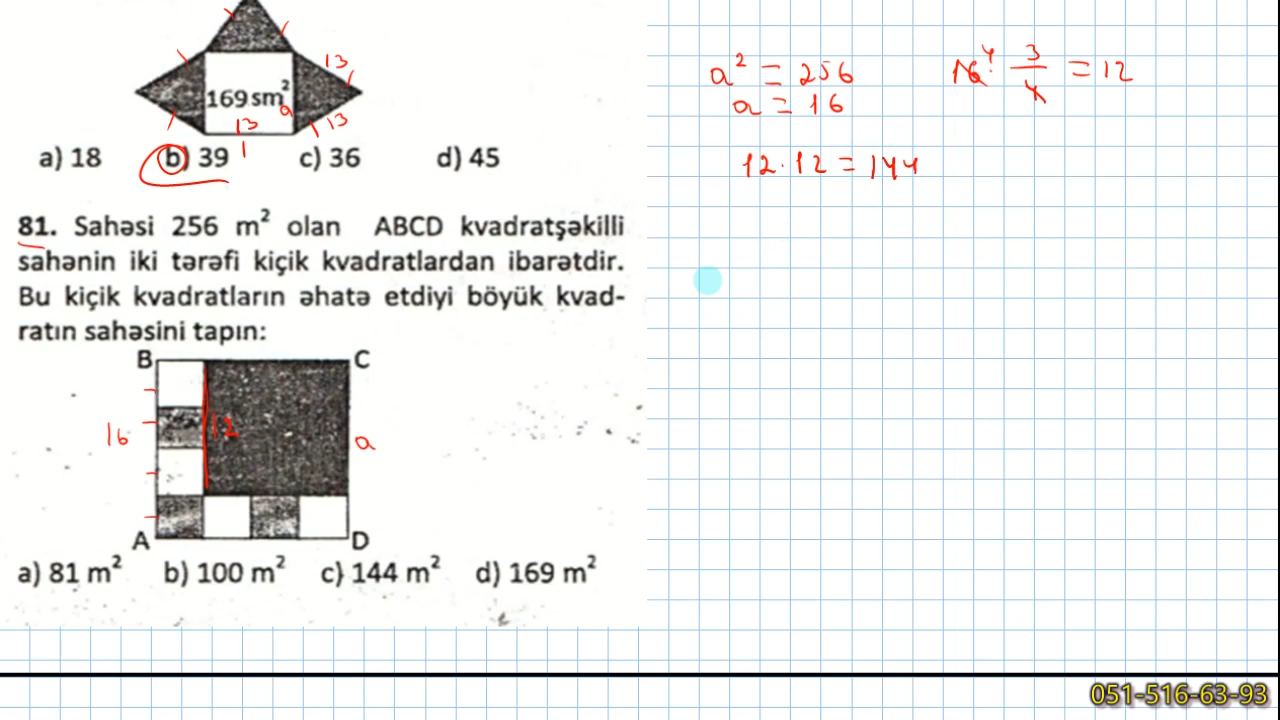 169 sm²
a
13
13
13
a) 18 b) 39 c) 36 d) 45
81. Sahəsi 256 m² olan ABCD kvadratşəkilli
sahənin iki tərəfi kiçik kvadratlardan ibarətdir.
Bu kiçik kvadratların əhatə etdiyi böyük kvad-
ratın sahəsini tapın:
B C
16 12 a
A D
a) 81 m² b) 100 m² c) 144 m² d) 169 m²
a² = 256
a = 16
16 · 3/4 = 12
4
12 · 12 = 144
051-516-63-93